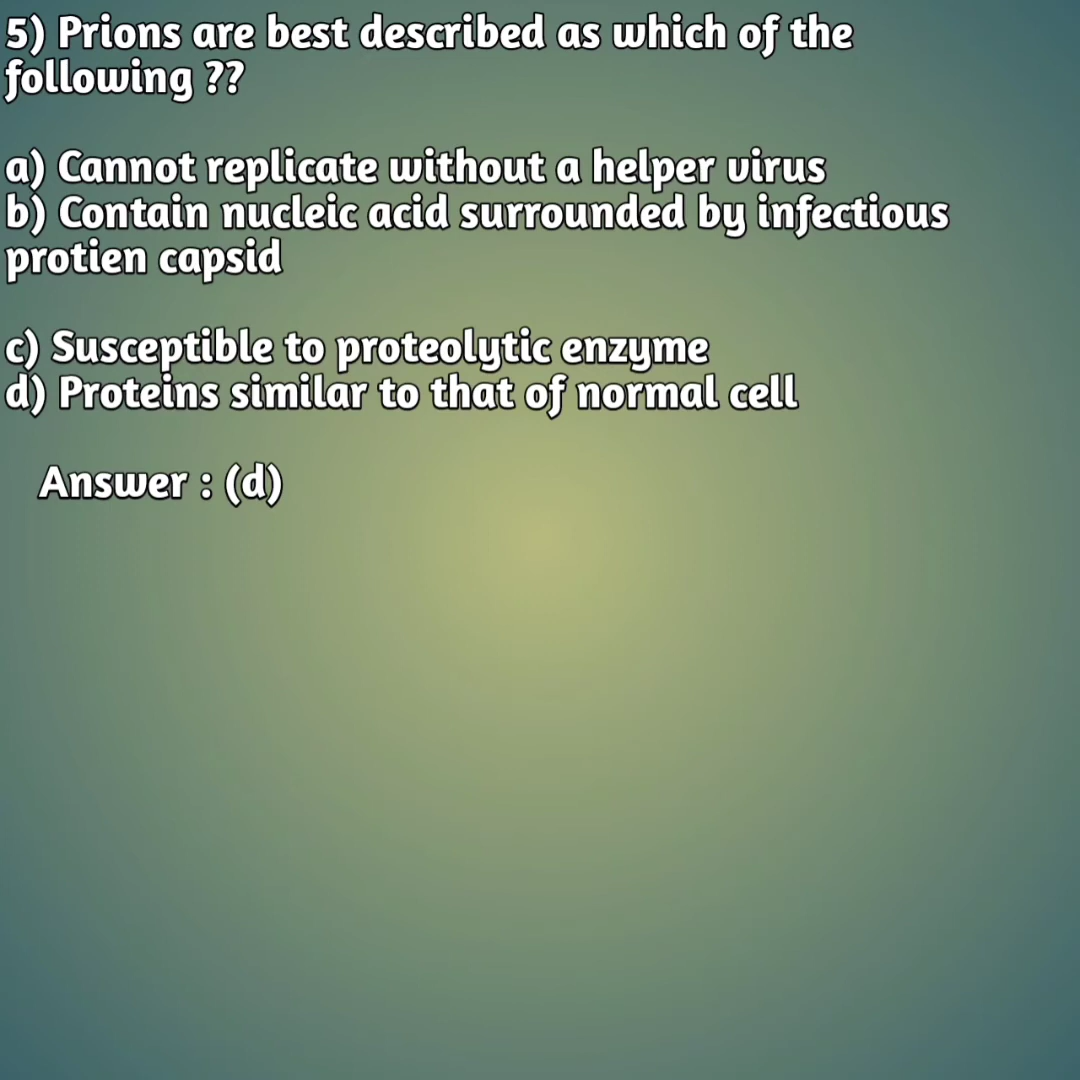 5) Prions are best described as which of the
following ??
a) Cannot replicate without a helper virus
b) Contain nucleic acid surrounded by infectious
protien capsid
c) Susceptible to proteolytic enzyme
d) Proteins similar to that of normal cell
Answer : (d)